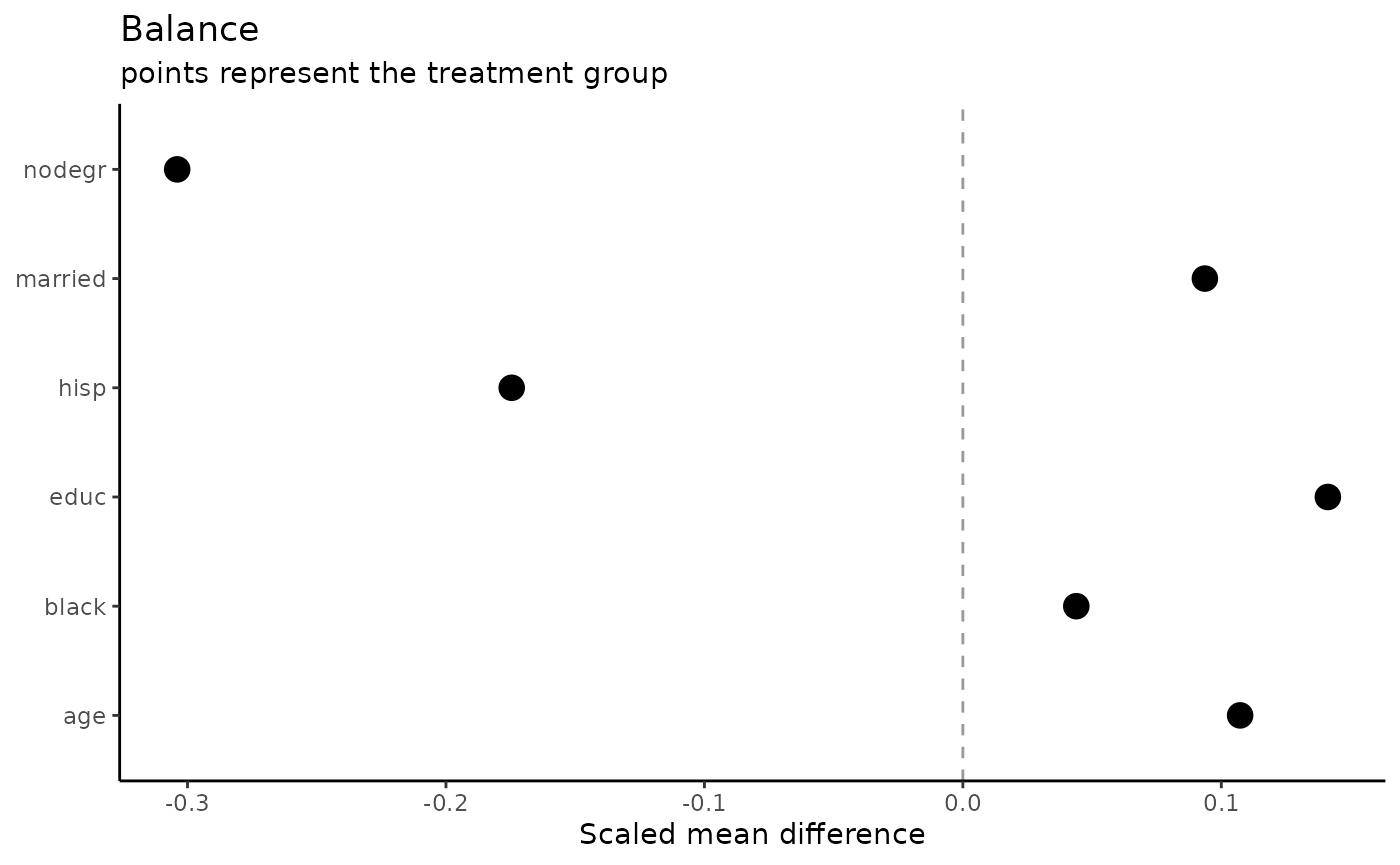 Balance
points represent the treatment group
nodegr
married
hisp
educ
black
age
-0.3 -0.2 -0.1 0.0 0.1
Scaled mean difference